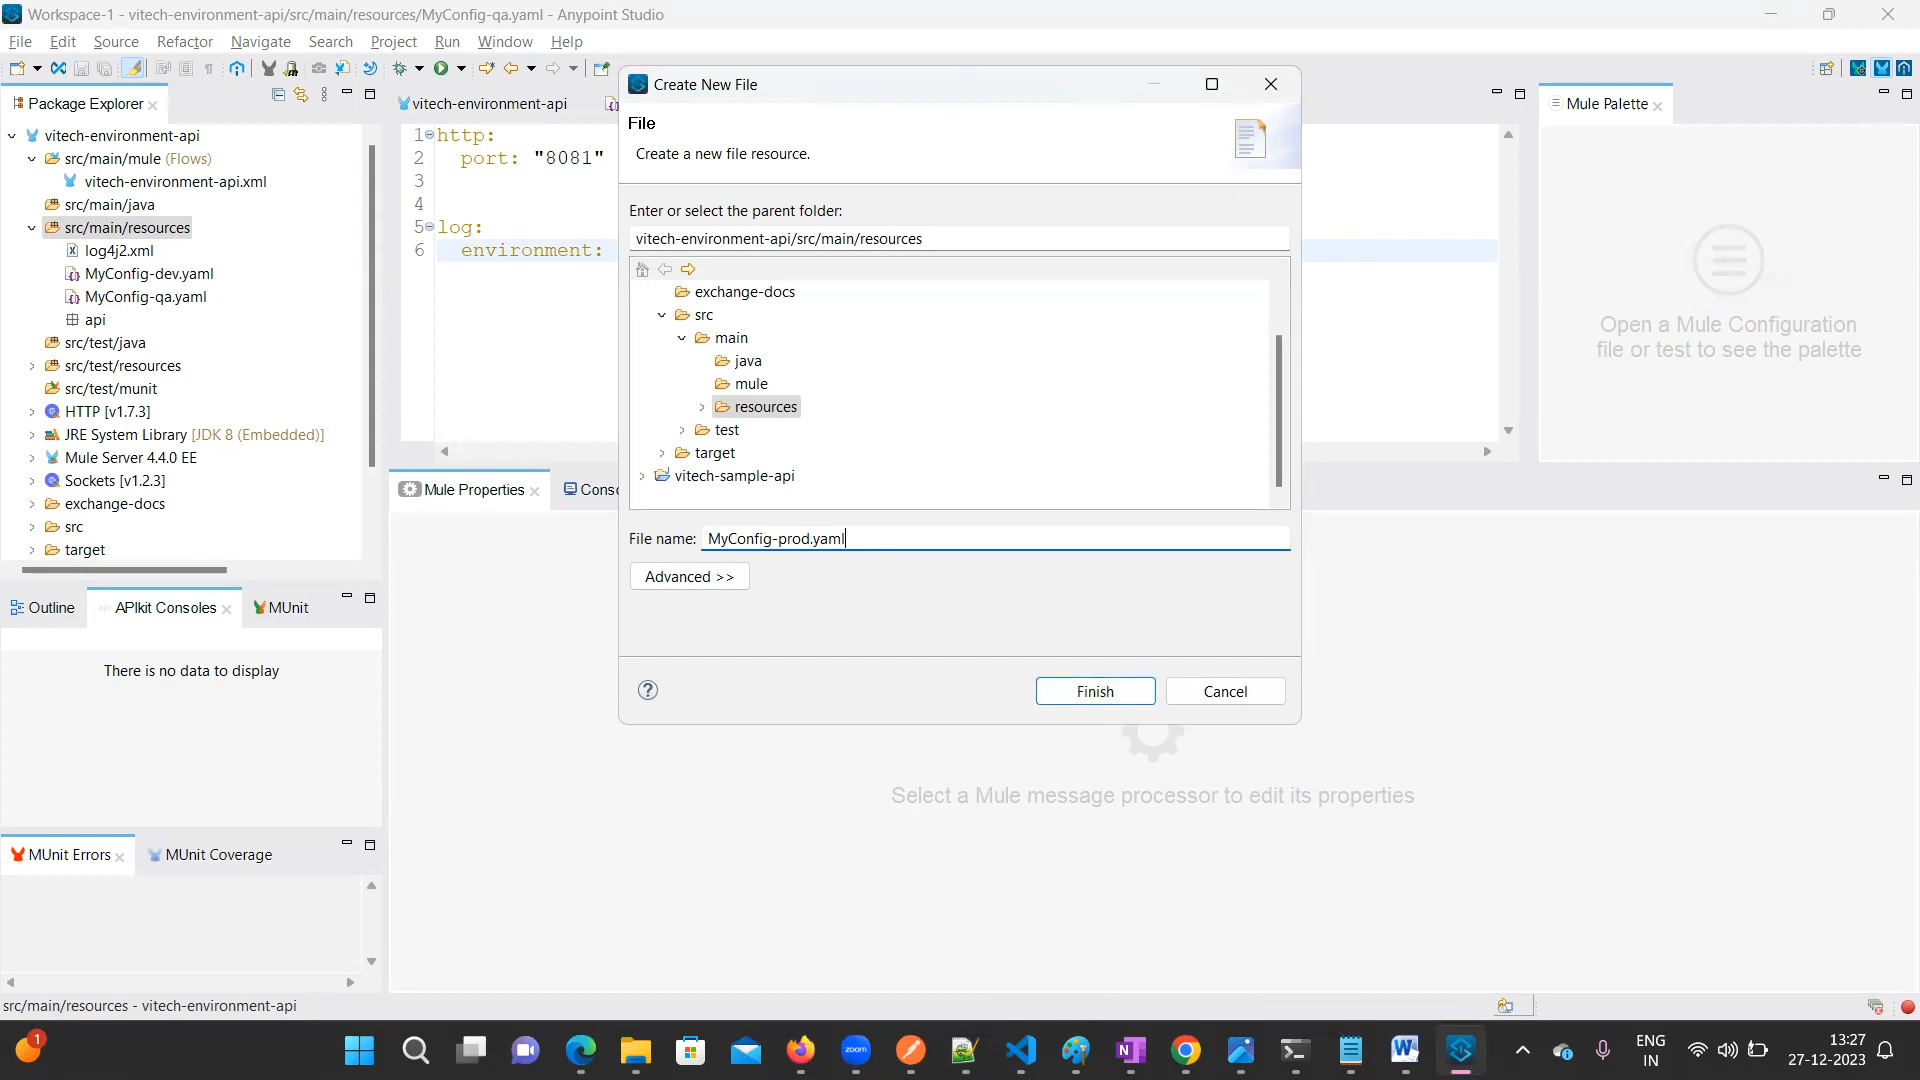 Workspace-1 - vitech-environment-api/src/main/resources/MyConfig-qa.yaml - Anypoint Studio
File Edit Source Refactor Navigate Search Project Run Window Help
Package Explorer
vitech-environment-api
src/main/mule (Flows)
vitech-environment-api.xml
src/main/java
src/main/resources
log4j2.xml
MyConfig-dev.yaml
MyConfig-qa.yaml
api
src/test/java
src/test/resources
src/test/munit
HTTP [v1.7.3]
JRE System Library [JDK 8 (Embedded)]
Mule Server 4.4.0 EE
Sockets [v1.2.3]
exchange-docs
src
target
Outline
APIkit Consoles
MUnit
There is no data to display
MUnit Errors
MUnit Coverage
vitech-environment-api
1 http:
2 port: "8081"
3
4
5 log:
6 environment:
Mule Properties
Create New File
File
Create a new file resource.
Enter or select the parent folder:
vitech-environment-api/src/main/resources
exchange-docs
src
main
java
mule
resources
test
target
vitech-sample-api
File name: MyConfig-prod.yaml
Advanced >>
Finish
Cancel
Select a Mule message processor to edit its properties
Mule Palette
Open a Mule Configuration
file or test to see the palette
src/main/resources - vitech-environment-api
1
zoom
ENG
IN
13:27
27-12-2023